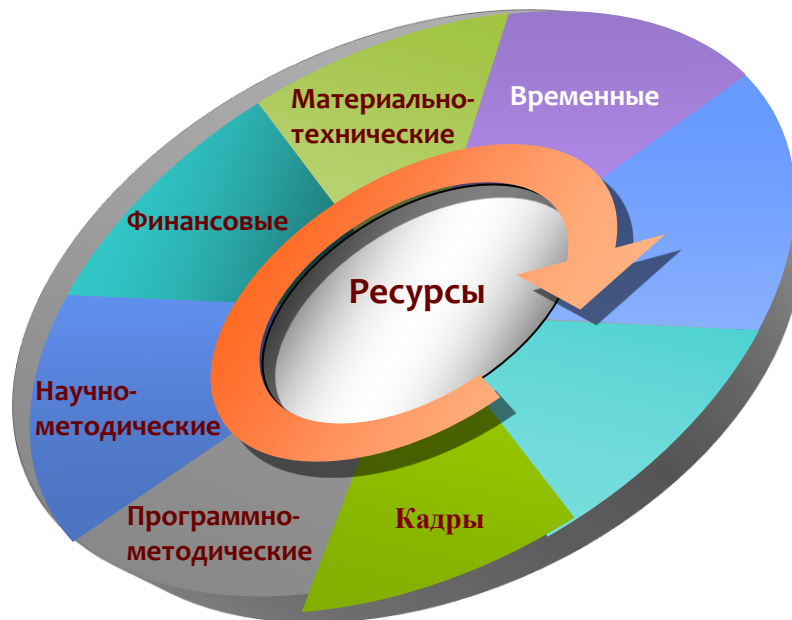 Материально-
технические
Временные
Финансовые
Ресурсы
Научно-
методические
Программно-
методические
Кадры